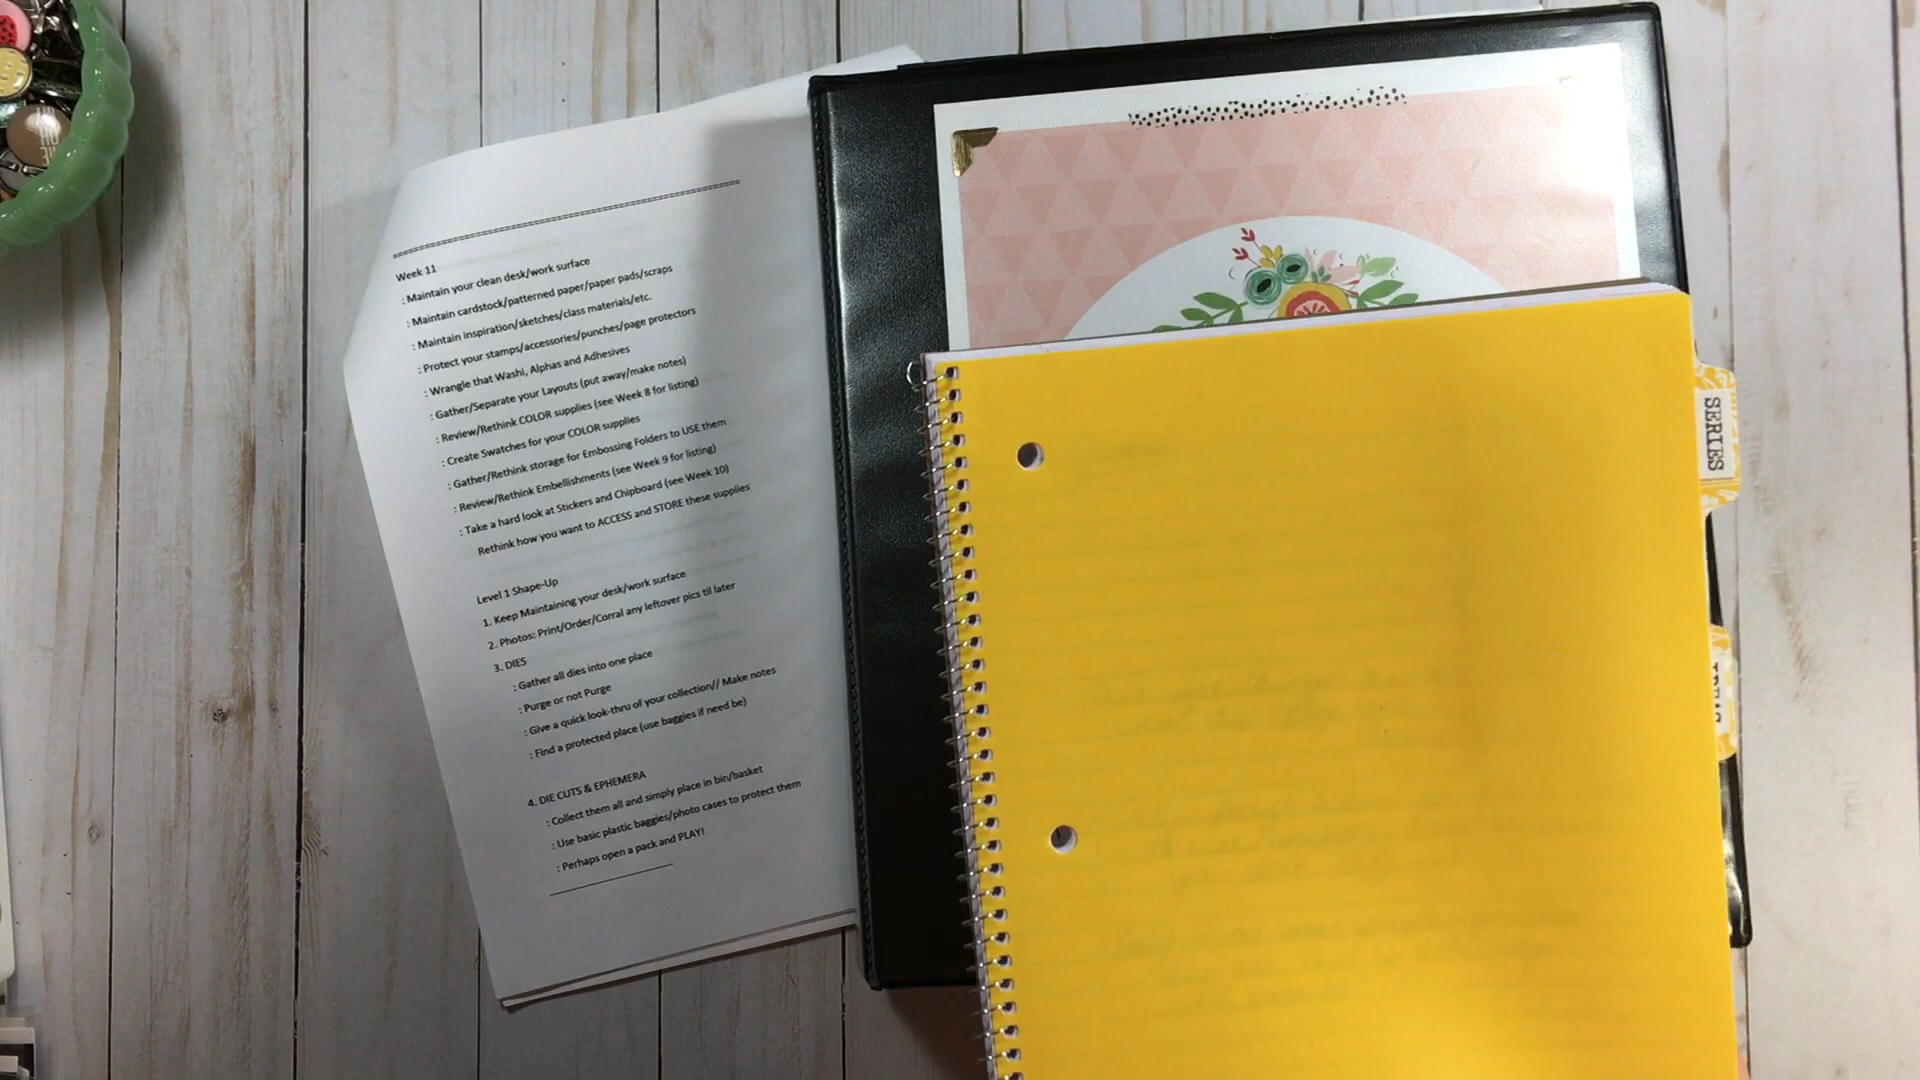 Week 11
: Maintain your clean desk/work surface
: Maintain cardstock/patterned paper/paper pads/scraps
: Maintain inspiration/sketches/class materials/etc.
: Protect your stamps/accessories/punches/page protectors
: Wrangle that Washi, Alphas and Adhesives
: Gather/Separate your Layouts (put away/make notes)
: Review/Rethink COLOR supplies (see Week 8 for listing)
: Create Swatches for your COLOR supplies
: Gather/Rethink storage for Embossing Folders to USE them
: Review/Rethink Embellishments (see Week 9 for listing)
: Take a hard look at Stickers and Chipboard (see Week 10)
Rethink how you want to ACCESS and STORE these supplies
Level 1 Shape-Up
1. Keep Maintaining your desk/work surface
2. Photos: Print/Order/Corral any leftover pics til later
3. DIES
: Gather all dies into one place
: Purge or not Purge
: Give a quick look-thru of your collection// Make notes
: Find a protected place (use baggies if need be)
4. DIE CUTS & EPHEMERA
: Collect them all and simply place in bin/basket
: Use basic plastic baggies/photo cases to protect them
: Perhaps open a pack and PLAY!
SERIES